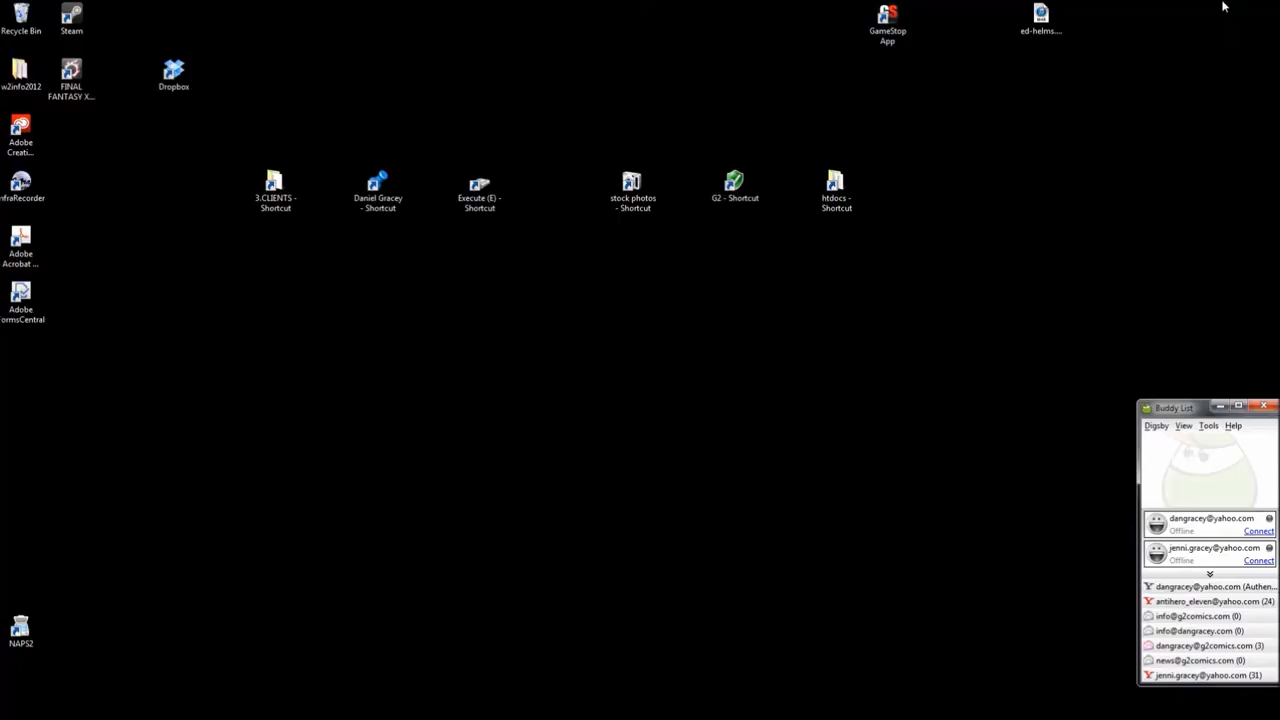 Recycle Bin
Steam
GameStop
App
ed-helms....
w2info2012
FINAL
FANTASY X...
Dropbox
Adobe
Creati...
nfraRecorder
3.CLIENTS -
Shortcut
Daniel Gracey
- Shortcut
Execute (E) -
Shortcut
stock photos
- Shortcut
G2 - Shortcut
htdocs -
Shortcut
Adobe
Acrobat ...
Adobe
ormsCentral
NAPS2
Buddy List
Digsby View Tools Help
dangracey@yahoo.com
Offline Connect
jenni.gracey@yahoo.com
Offline Connect
dangracey@yahoo.com (Authen...
antihero_eleven@yahoo.com (24)
info@g2comics.com (0)
info@dangracey.com (0)
dangracey@g2comics.com (3)
news@g2comics.com (0)
jenni.gracey@yahoo.com (31)